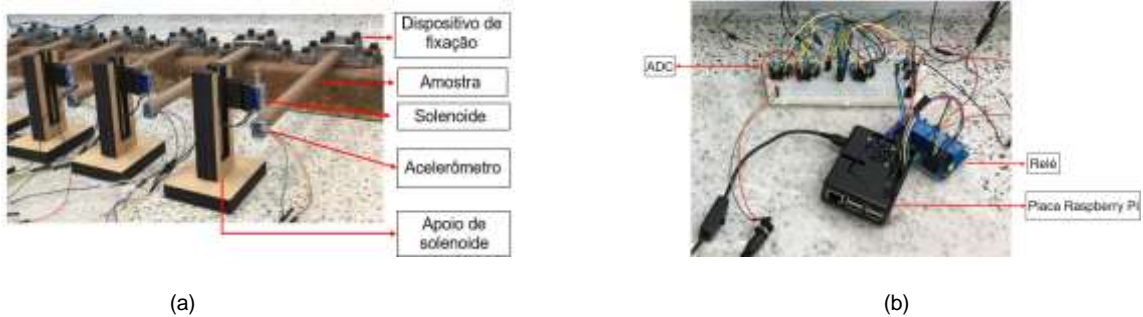 Dispositivo de
fixação
Amostra
Solenoide
Acelerômetro
Apoio de
solenoide
(a)
ADC
Relé
Placa Raspberry Pi
(b)